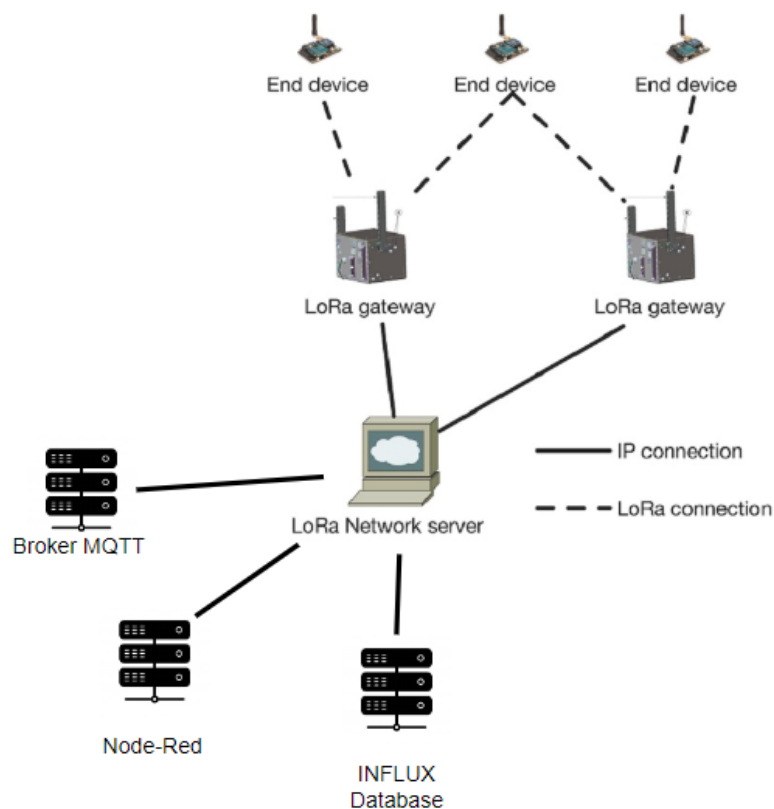 End device
End device
End device
LoRa gateway
LoRa gateway
IP connection
LoRa connection
LoRa Network server
Broker MQTT
Node-Red
INFLUX
Database